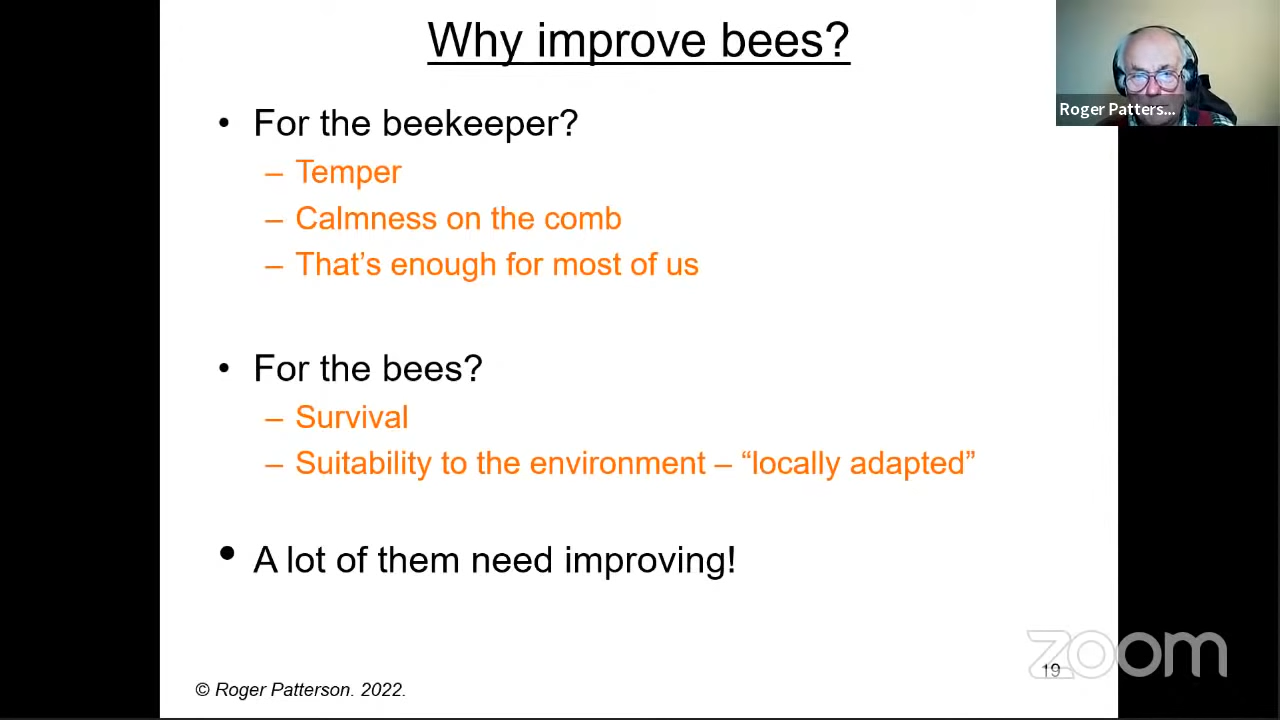 Why improve bees?
Roger Patters...
• For the beekeeper?
– Temper
– Calmness on the comb
– That's enough for most of us
• For the bees?
– Survival
– Suitability to the environment – “locally adapted”
• A lot of them need improving!
© Roger Patterson. 2022.
19
zoom